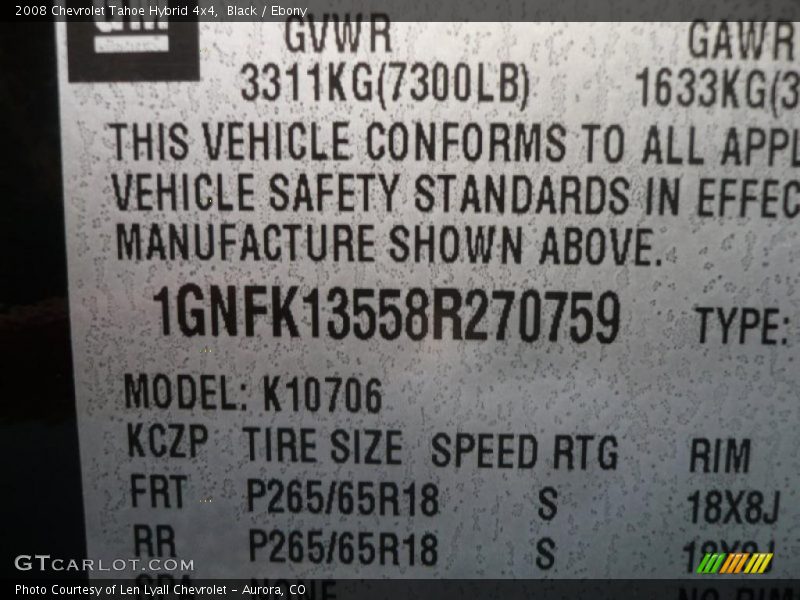 2008 Chevrolet Tahoe Hybrid 4x4, Black / Ebony
GVWR GAWR
3311KG(7300LB) 1633KG(3
THIS VEHICLE CONFORMS TO ALL APPL
VEHICLE SAFETY STANDARDS IN EFFEC
MANUFACTURE SHOWN ABOVE.
1GNFK13558R270759 TYPE:
MODEL: K10706
KCZP TIRE SIZE SPEED RTG RIM
FRT P265/65R18 S 18X8J
RR P265/65R18 S
GTcarlot.com
Photo Courtesy of Len Lyall Chevrolet – Aurora, CO